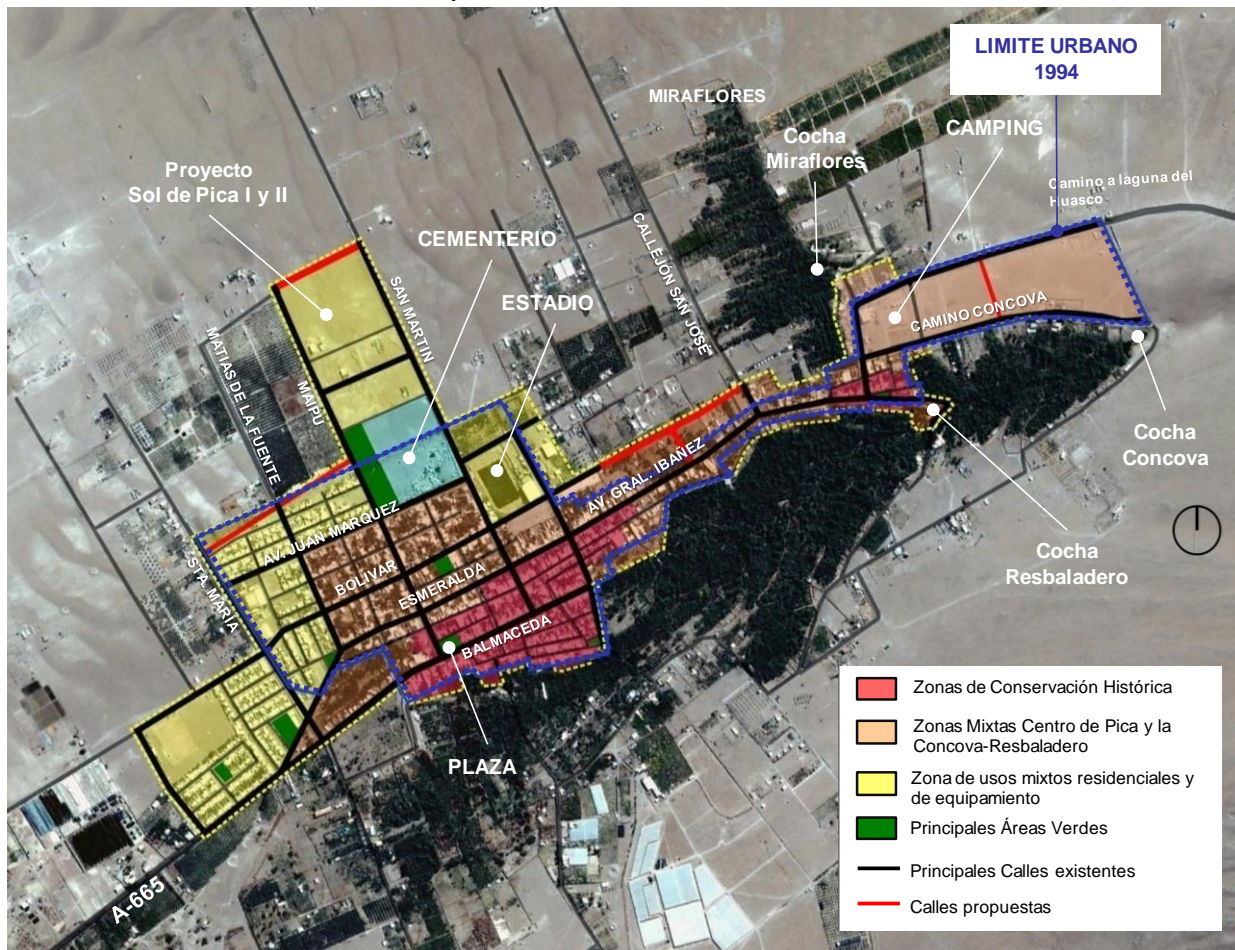 LIMITE URBANO
1994
MIRAFLORES
Cocha
Miraflores
CAMPING
Camino a laguna del
Huasco
Proyecto
Sol de Pica I y II
CEMENTERIO
ESTADIO
CALLEJÓN SAN JOSÉ
SAN MARTIN
CAMINO CONCOVA
MATIAS DE LA FUENTE
MAIPU
Cocha
Concova
AV. GRAL. IBAÑEZ
AV. JUAN MARQUEZ
Cocha
Resbaladero
BOLIVAR
ESMERALDA
STA. MARÍA
BALMACEDA
PLAZA
A-665
Zonas de Conservación Histórica
Zonas Mixtas Centro de Pica y la
Concova-Resbaladero
Zona de usos mixtos residenciales y
de equipamiento
Principales Áreas Verdes
Principales Calles existentes
Calles propuestas